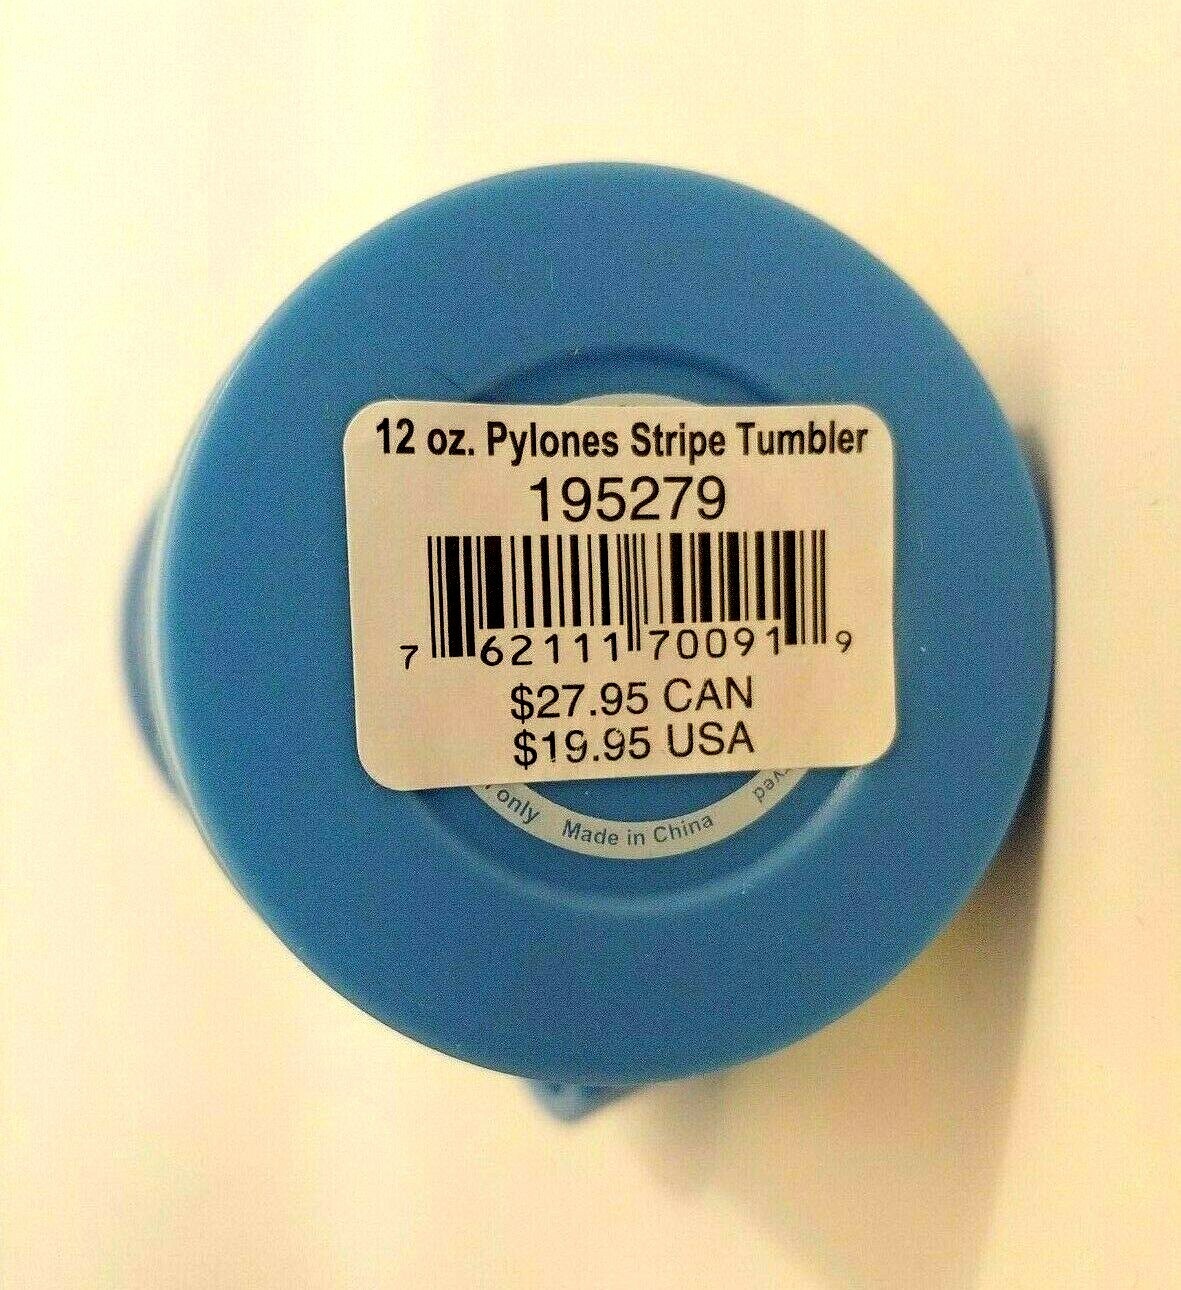 12 oz. Pylones Stripe Tumbler
195279
7 62111 70091 9
$27.95 CAN
$19.95 USA
only Made in China